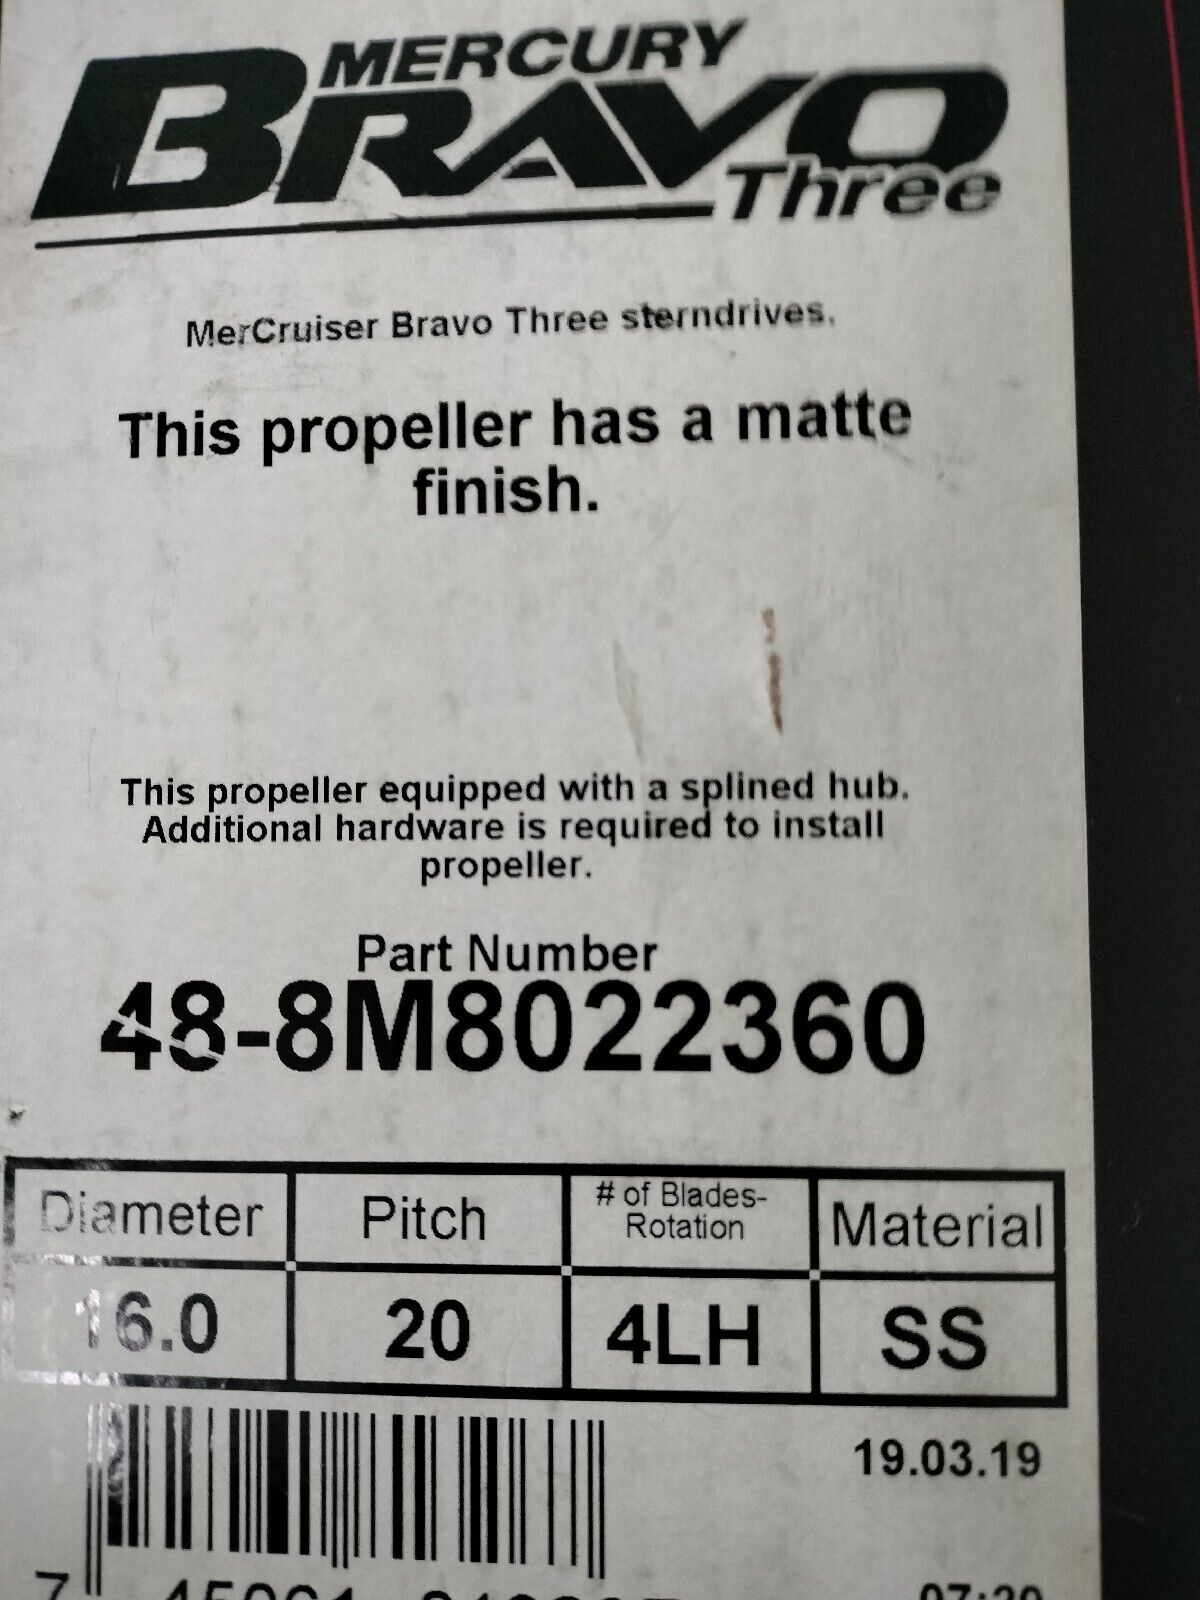 MERCURY
BRAVO
Three
MerCruiser Bravo Three sterndrives.
This propeller has a matte
finish.
This propeller equipped with a splined hub.
Additional hardware is required to install
propeller.
Part Number
48-8M8022360
Diameter Pitch # of Blades-Rotation Material
16.0 20 4LH SS
19.03.19